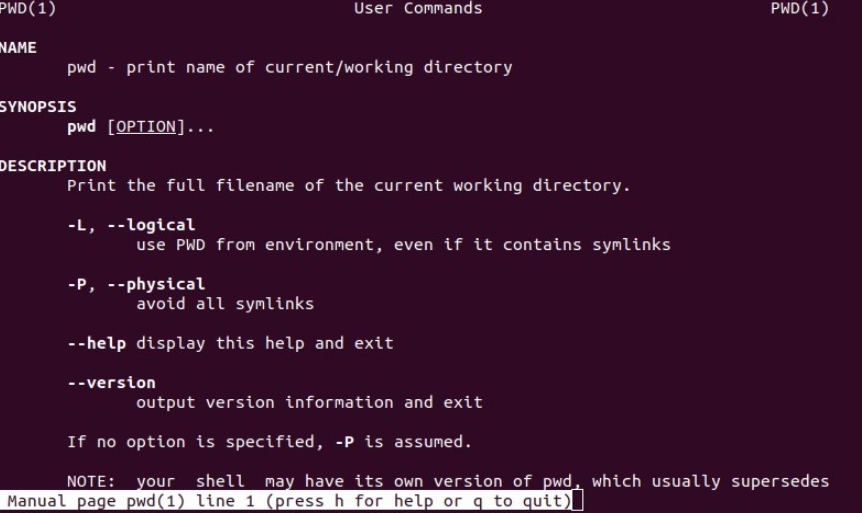 PWD(1) User Commands PWD(1)
NAME
pwd - print name of current/working directory
SYNOPSIS
pwd [OPTION]...
DESCRIPTION
Print the full filename of the current working directory.
-L, --logical
use PWD from environment, even if it contains symlinks
-P, --physical
avoid all symlinks
--help display this help and exit
--version
output version information and exit
If no option is specified, -P is assumed.
NOTE: your shell may have its own version of pwd, which usually supersedes
Manual page pwd(1) line 1 (press h for help or q to quit)